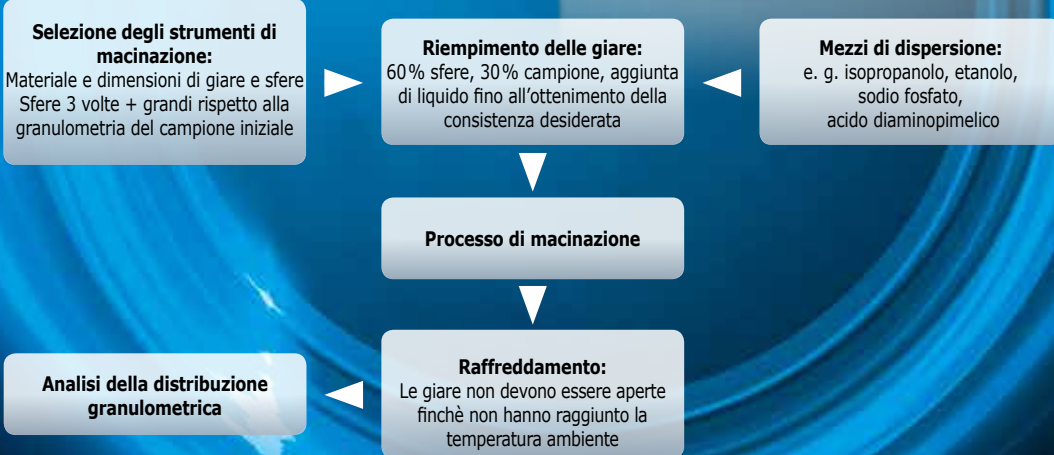 Selezione degli strumenti di
macinazione:
Materiale e dimensioni di giare e sfere
Sfere 3 volte + grandi rispetto alla
granulometria del campione iniziale
Riempimento delle giare:
60% sfere, 30% campione, aggiunta
di liquido fino all'ottenimento della
consistenza desiderata
Mezzi di dispersione:
e. g. isopropanolo, etanolo,
sodio fosfato,
acido diaminopimelico
Processo di macinazione
Raffreddamento:
Le giare non devono essere aperte
finchè non hanno raggiunto la
temperatura ambiente
Analisi della distribuzione
granulometrica